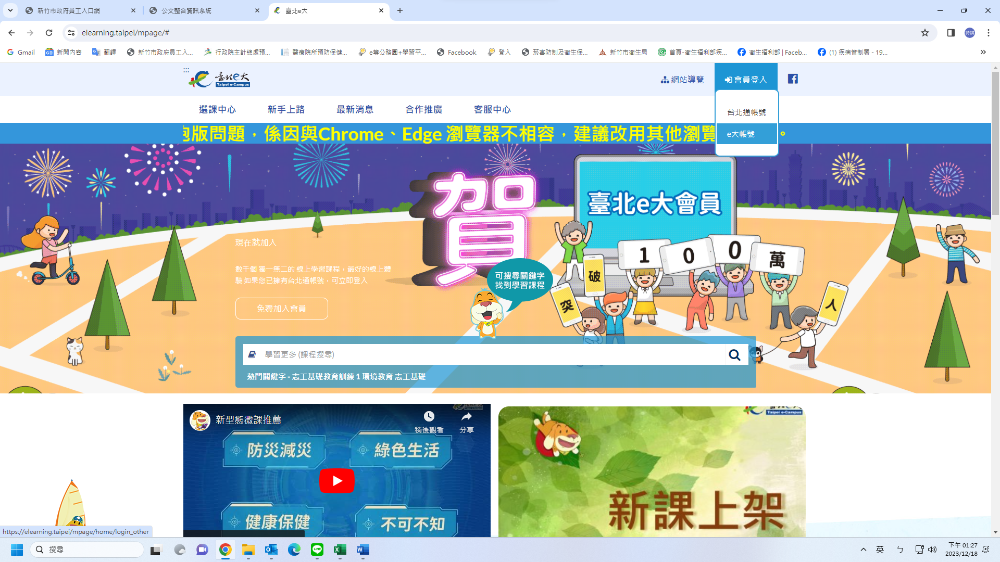 新竹市政府員工入口網
公文整合資訊系統
臺北e大
elearning.taipei/mpage/#
Gmail
新聞內容
翻譯
新竹市政府員工入...
行政院主計總處預...
醫療院所預防保健...
e等公務園+學習平...
Facebook
登入
菸害防制及衛生保...
新竹市衛生局
首頁-衛生福利部疾...
衛生福利部 | Faceb...
(1) 疾病管制署 - 19...
:::
臺北e大
Taipei e-Campus
網站導覽
會員登入
台北通帳號
e大帳號
選課中心
新手上路
最新消息
合作推廣
客服中心
跑版問題，係因與Chrome、Edge 瀏覽器不相容，建議改用其他瀏覽
。
賀
臺北e大會員
突
破
1
0
0
萬
人
現在就加入
數千個 獨一無二的 線上學習課程，最好的線上體
驗 如果您已擁有台北通帳號，可立即登入
免費加入會員
可搜尋關鍵字
找到學習課程
學習更多 (課程搜尋)
熱門關鍵字 - 志工基礎教育訓練 1 環境教育 志工基礎
新型態微課推薦
稍後觀看
分享
防災減災
綠色生活
健康保健
不可不知
Taipei e-Campus
新課上架
https://elearning.taipei/mpage/home/login_other
搜尋
英
ㄅ
下午 01:27
2023/12/18